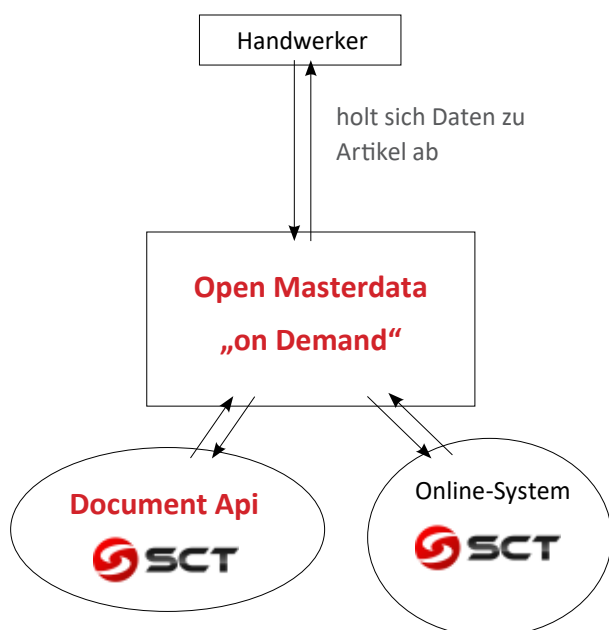 Handwerker
holt sich Daten zu
Artikel ab
Open Masterdata
„on Demand“
Document Api
SCT
Online-System
SCT